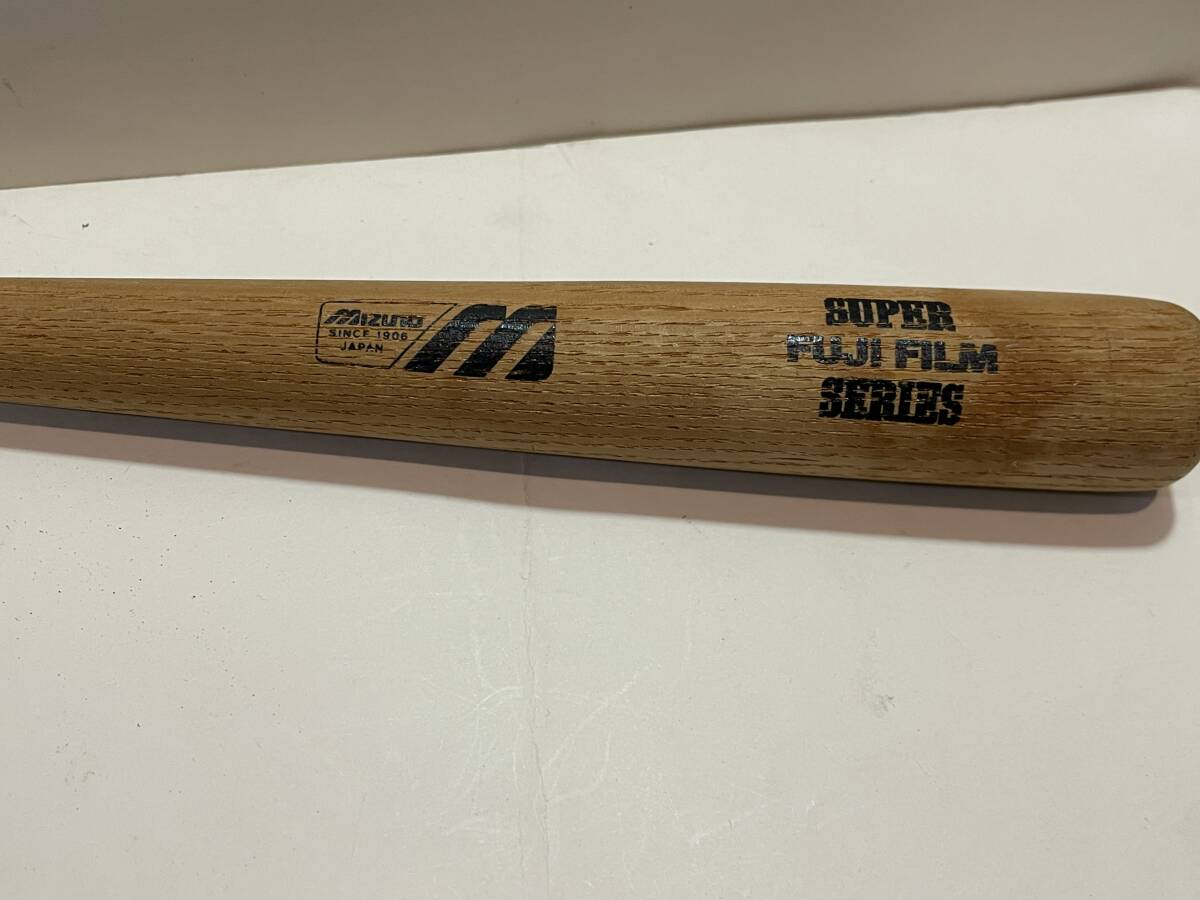 Mizuno
SINCE 1906
JAPAN
SUPER
FUJI FILM
SERIES